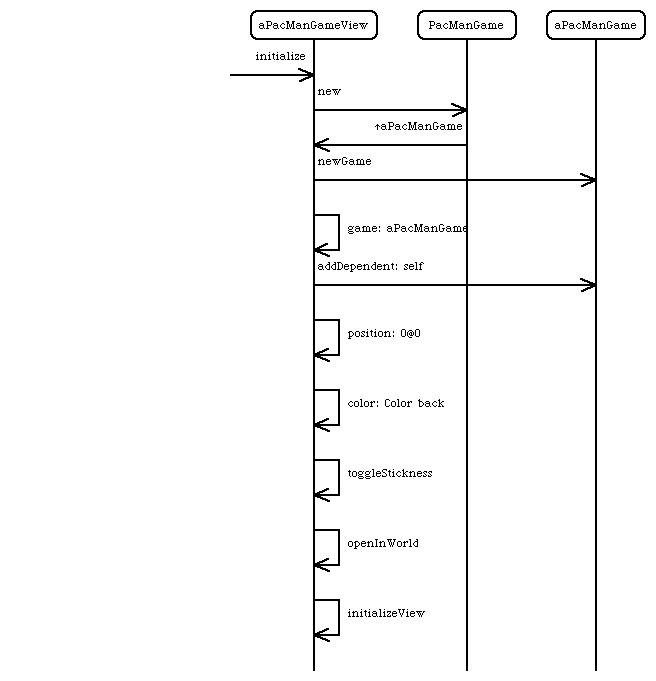 aPacManGameView PacManGame aPacManGame
initialize
new
↑aPacManGame
newGame
game: aPacManGame
addDependent: self
position: 0@0
color: Color back
toggleStickness
openInWorld
initializeView